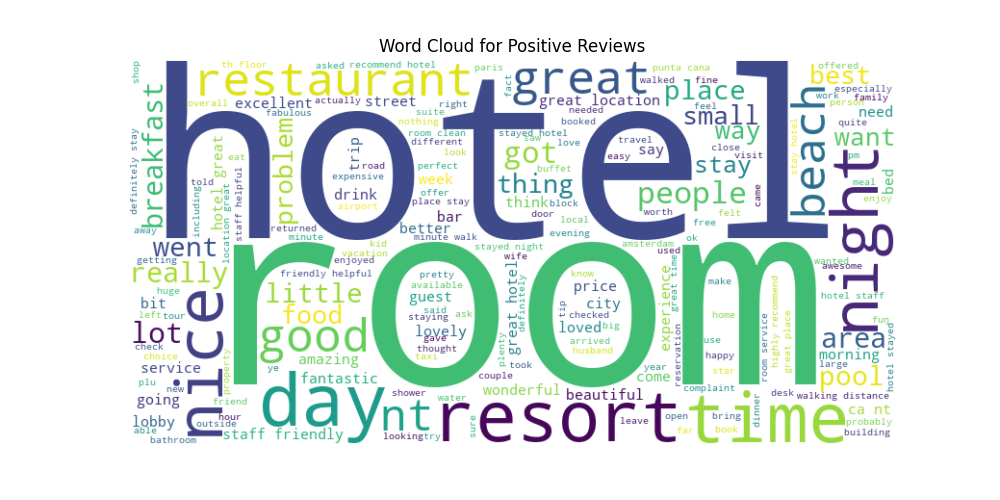 Word Cloud for Positive Reviews
shop
th floor
asked
recommend hotel
paris
fact
punta cana
offered
restaurant
great
walked
fine
best
especially
overall
excellent
actually
street
right
great location
needed
place
work
person
family
fabulous
nothing
suite
booked
feel
small
need
quite
breakfast
hotel
room clean
stayed hotel
saw
love
way
definitely stay
problem
trip
different
look
got
travel
say
close
visit
stay hotel
beach
want
pm
hotel great
eat
road
perfect
buffet
easy
stay
meal
bed
told
including
location great
staff helpful
expensive
week
thing
people
came
enjoy
drink
offer
place stay
think
block
worth
free
airport
bar
door
local
felt
night
away
returned
minute
better
minute walk
evening
went
kid
vacation
stayed night
amsterdam
ok
getting
enjoyed
wife
used
wanted
awesome
really
friendly helpful
pretty
great hotel
know
experience
great time
huge
room
available
definitely
price
make
hotel staff
nice
little
guest
tip
city
bit
left
tour
food
said
staying
ask
checked
home
highly recommend
great place
fun
lot
good
lovely
gave
loved
big
reservation
use
room service
area
check
thought
plenty
arrived
happy
hotel stayed
choice
amazing
taxi
husband
morning
service
property
ye
couple
took
year
come
star
large
pool
plu
new
day
fantastic
shower
wonderful
beautiful
complaint
desk
walking distance
going
friend
nt
water
resort
time
dinner
ca nt
lobby
hour
outside
leave
open
bring
probably
able
staff friendly
looking
try
sure
far
book
building
bathroom